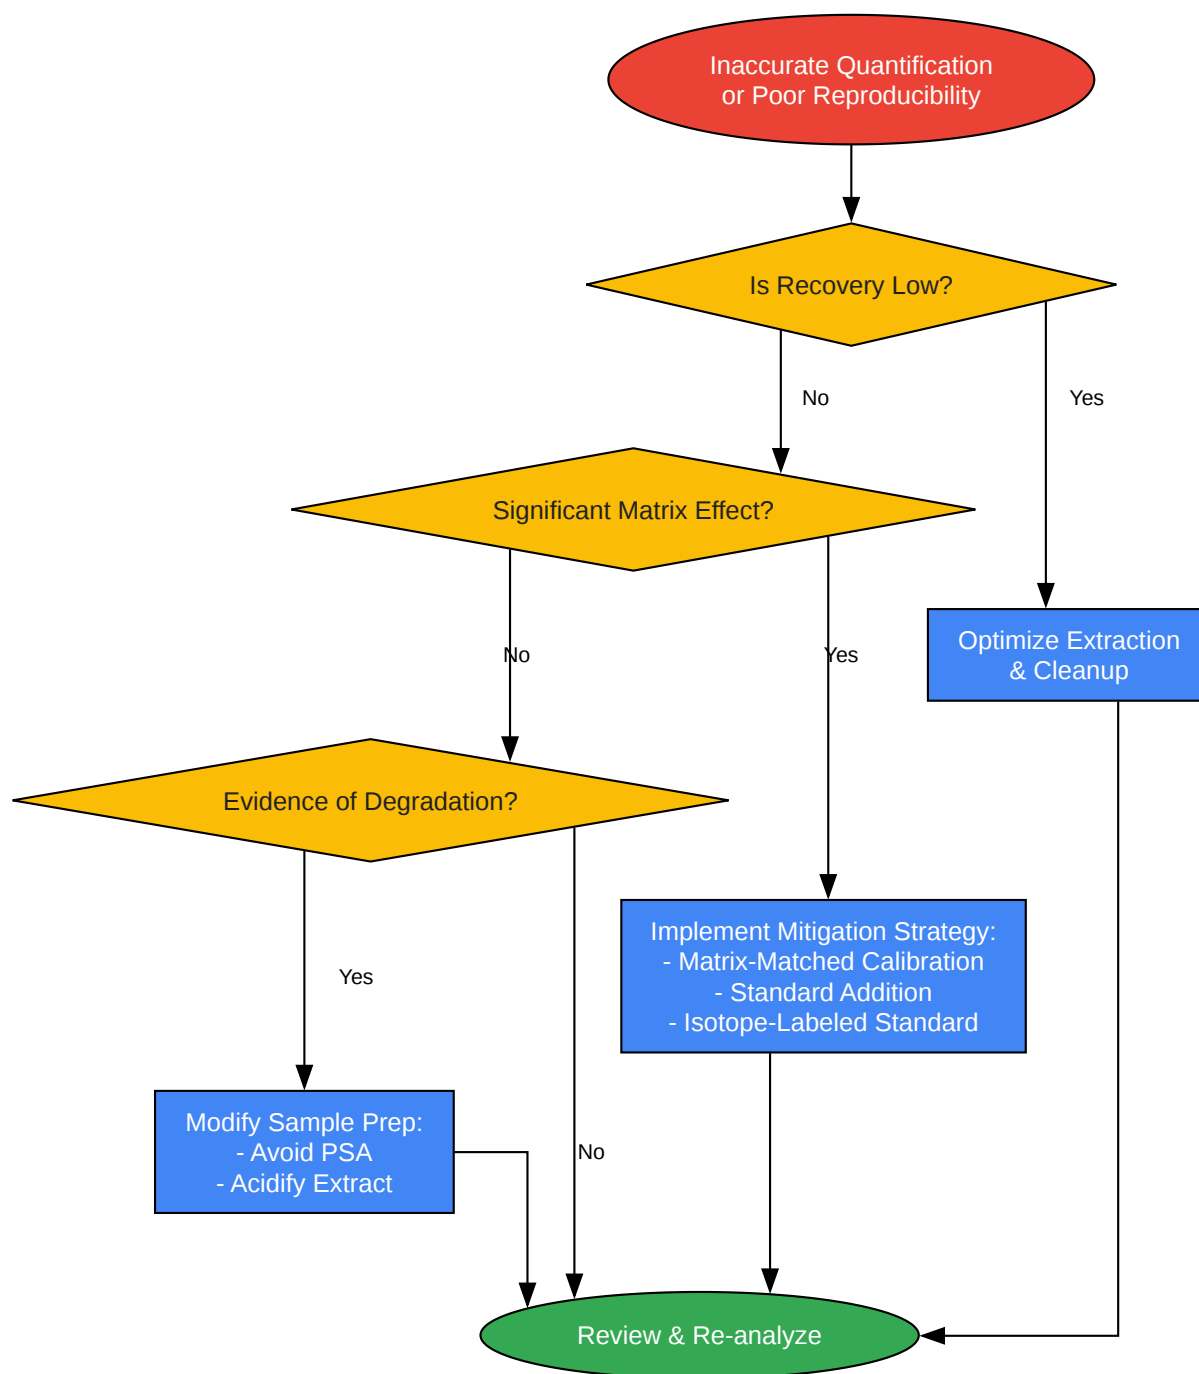 Inaccurate Quantification
or Poor Reproducibility
Is Recovery Low?
No
Yes
Significant Matrix Effect?
No
Yes
Optimize Extraction
& Cleanup
Evidence of Degradation?
Yes
Implement Mitigation Strategy:
- Matrix-Matched Calibration
- Standard Addition
- Isotope-Labeled Standard
Modify Sample Prep:
- Avoid PSA
- Acidify Extract
No
Review & Re-analyze